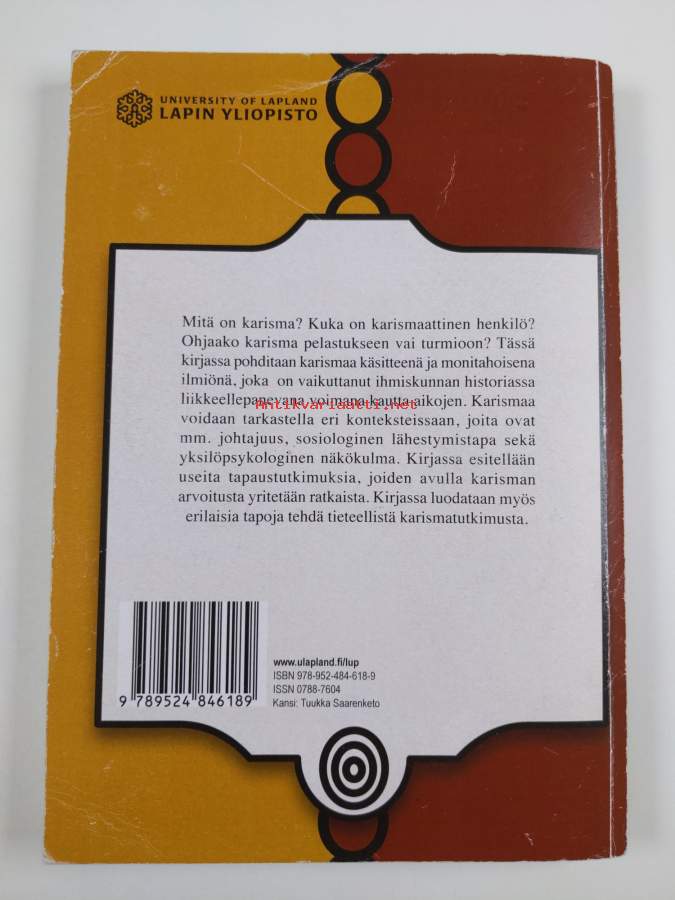 UNIVERSITY OF LAPLAND
LAPIN YLIOPISTO
Mitä on karisma? Kuka on karismaattinen henkilö?
Ohjaako karisma pelastukseen vai turmioon? Tässä
kirjassa pohditaan karismaa käsitteenä ja monitahoisena
ilmiönä, joka on vaikuttanut ihmiskunnan historiassa
liikkeellepanevana voimana kautta aikojen. Karismaa
Antikvariaatti.net
voidaan tarkastella eri konteksteissaan, joita ovat
mm. johtajuus, sosiologinen lähestymistapa sekä
yksilöpsykologinen näkökulma. Kirjassa esitellään
useita tapaustutkimuksia, joiden avulla karisman
arvoitusta yritetään ratkaista. Kirjassa luodataan myös
erilaisia tapoja tehdä tieteellistä karismatutkimusta.
www.ulapland.fi/lup
ISBN 978-952-484-618-9
ISSN 0788-7604
Kansi: Tuukka Saarenketo
9 789524 846189